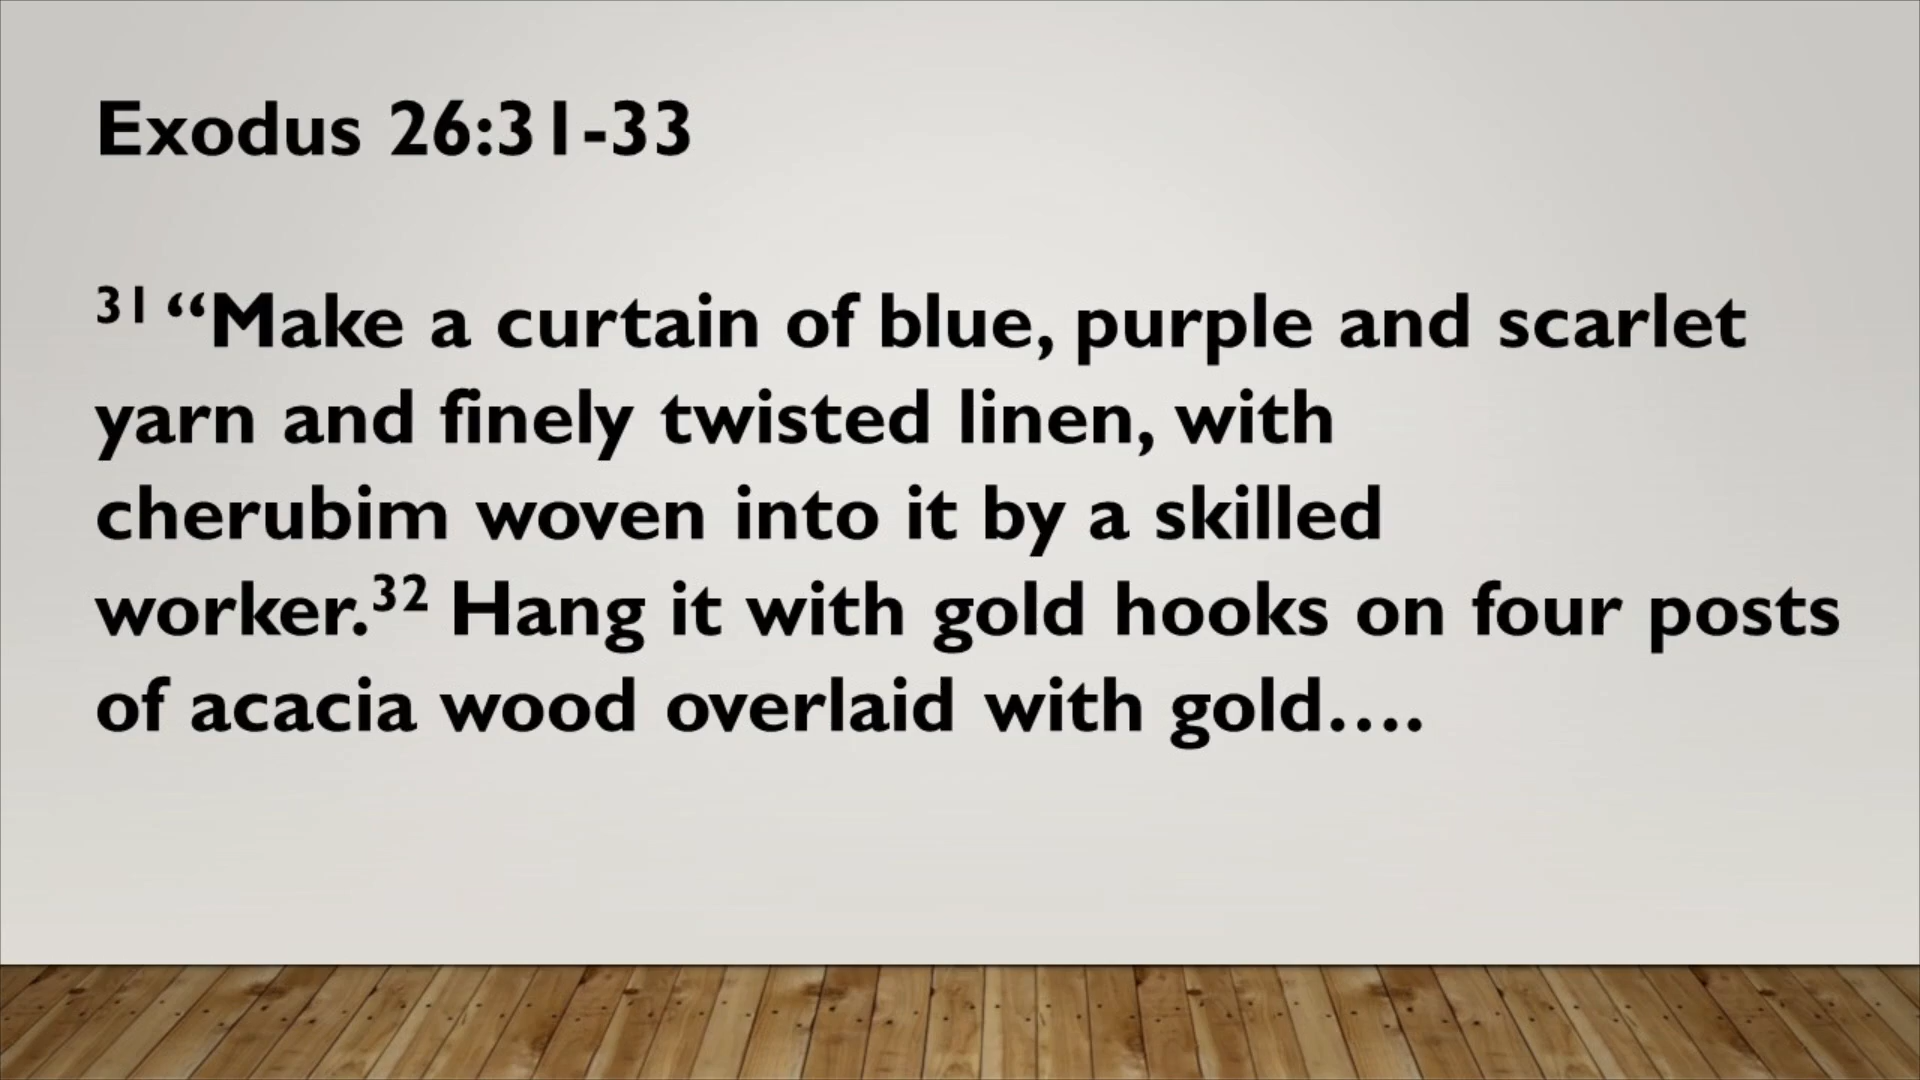 Exodus 26:31-33
31 “Make a curtain of blue, purple and scarlet
yarn and finely twisted linen, with
cherubim woven into it by a skilled
worker.32 Hang it with gold hooks on four posts
of acacia wood overlaid with gold….